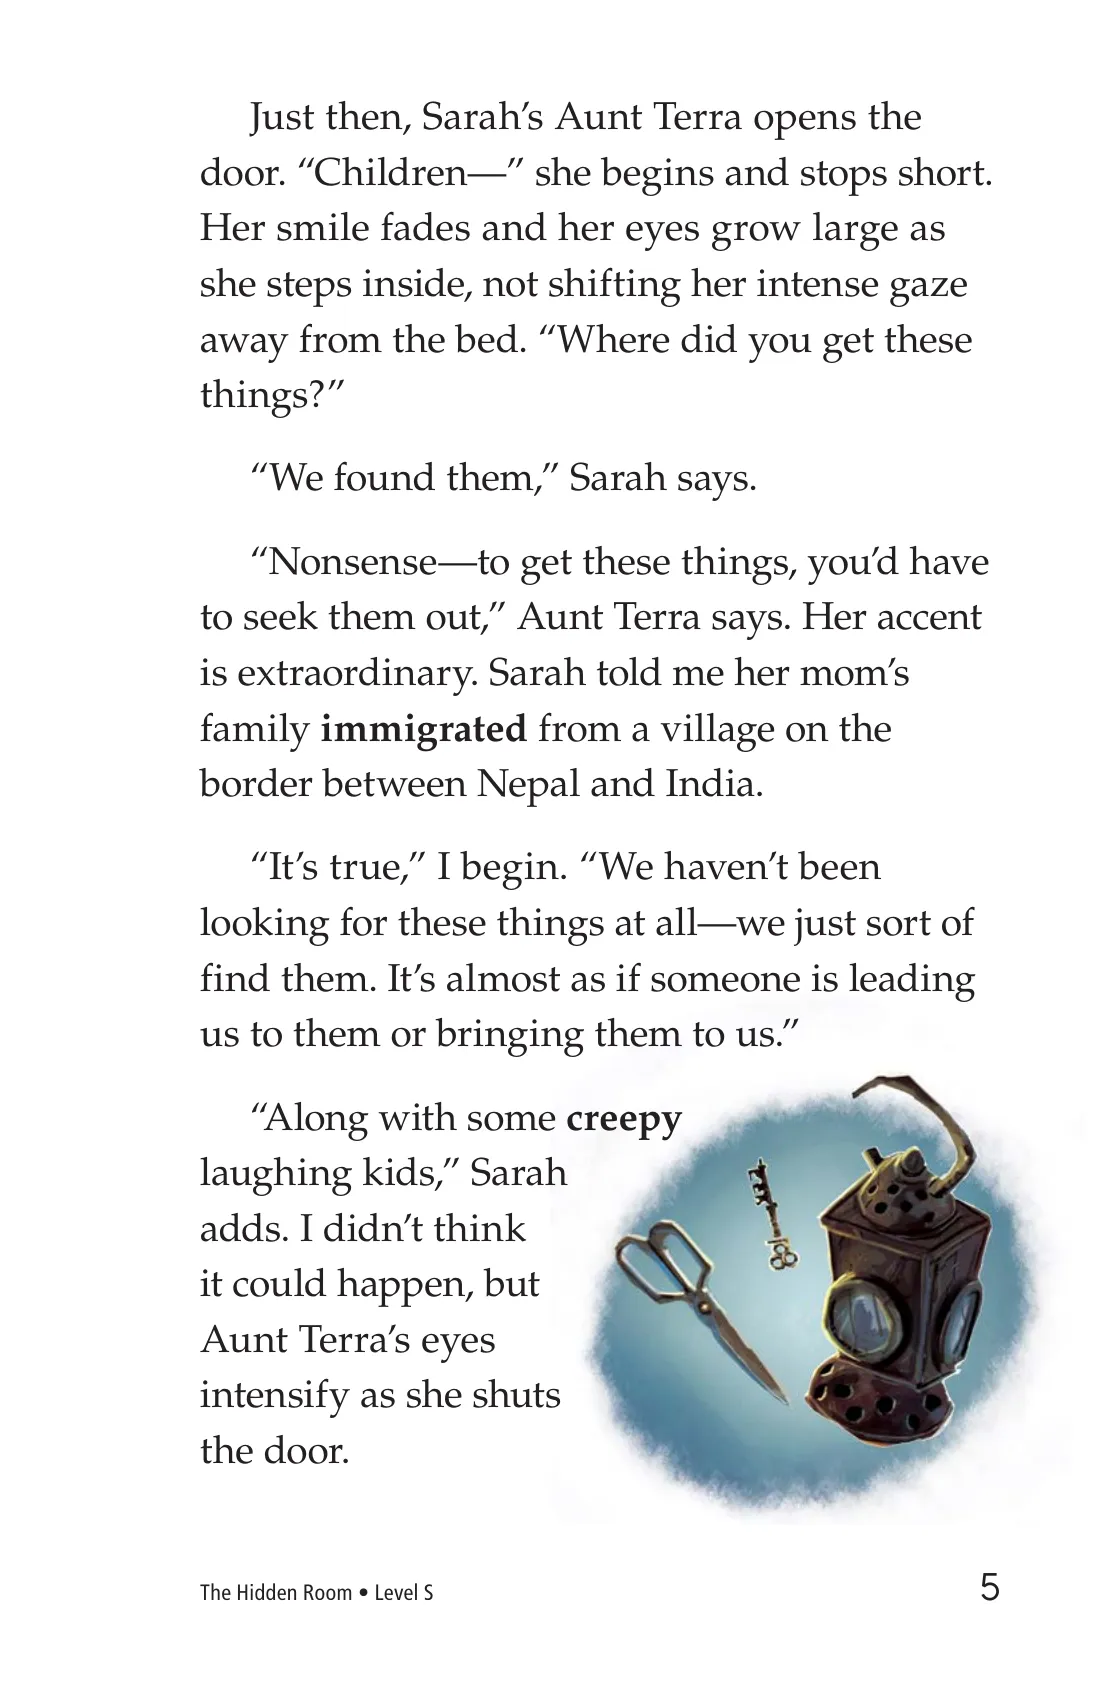 Just then, Sarah’s Aunt Terra opens the
door. “Children—” she begins and stops short.
Her smile fades and her eyes grow large as
she steps inside, not shifting her intense gaze
away from the bed. “Where did you get these
things?”
“We found them,” Sarah says.
“Nonsense—to get these things, you’d have
to seek them out,” Aunt Terra says. Her accent
is extraordinary. Sarah told me her mom’s
family immigrated from a village on the
border between Nepal and India.
“It’s true,” I begin. “We haven’t been
looking for these things at all—we just sort of
find them. It’s almost as if someone is leading
us to them or bringing them to us.”
“Along with some creepy
laughing kids,” Sarah
adds. I didn’t think
it could happen, but
Aunt Terra’s eyes
intensify as she shuts
the door.
The Hidden Room • Level S
5